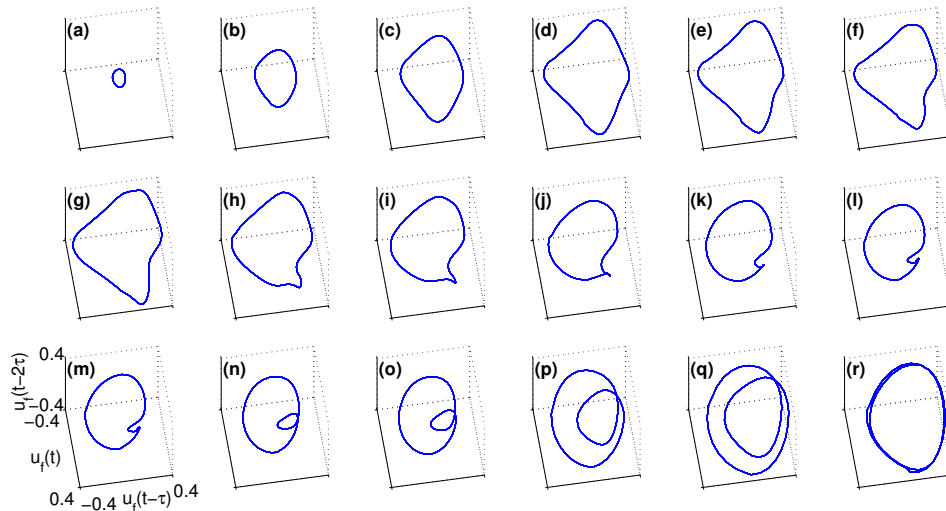 (a) (b) (c) (d) (e) (f)
(g) (h) (i) (j) (k) (l)
(m) (n) (o) (p) (q) (r)
0.4
u_f(t−2τ)
−0.4
−0.4
u_f(t)
0.4
−0.4 u_f(t−τ) 0.4